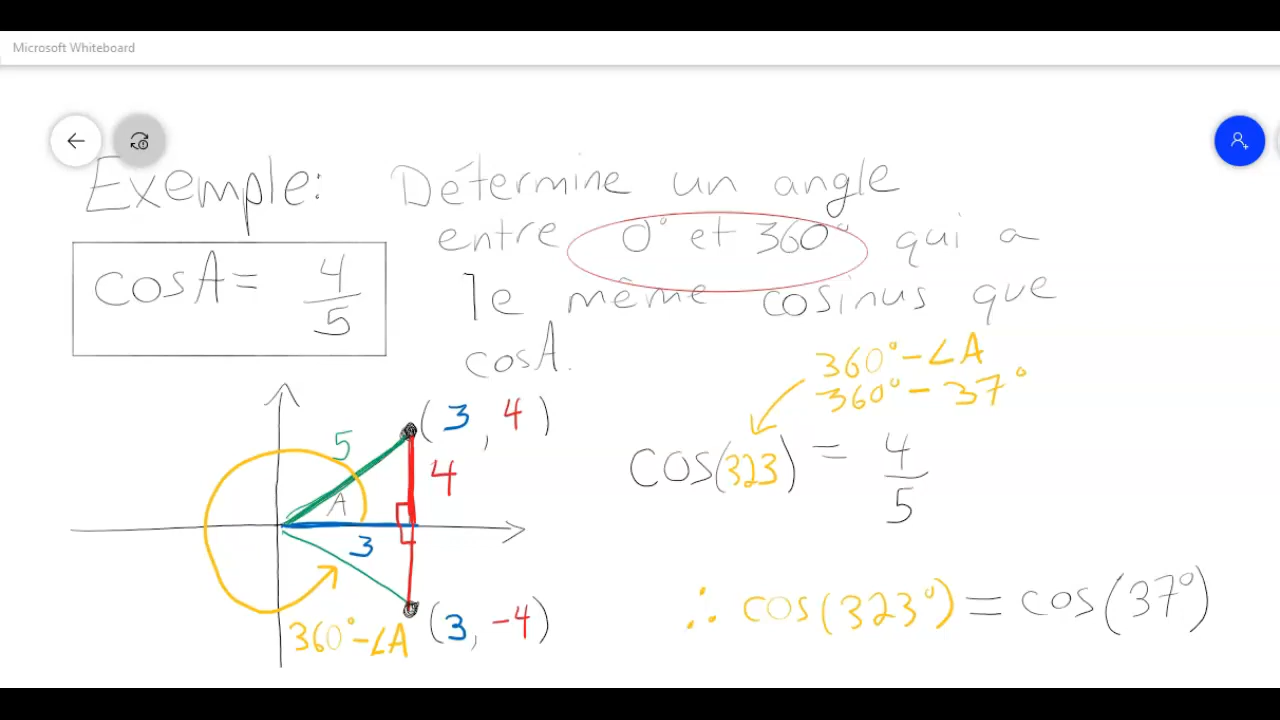 Microsoft Whiteboard
Exemple: Détermine un angle
entre 0° et 360° qui a
le même cosinus que
cosA.
cosA = 4/5
360° - ∠A
360° - 37°
cos(323) = 4/5
∴ cos(323°) = cos(37°)
(3, 4)
5
4
A
3
360° - ∠A
(3, -4)